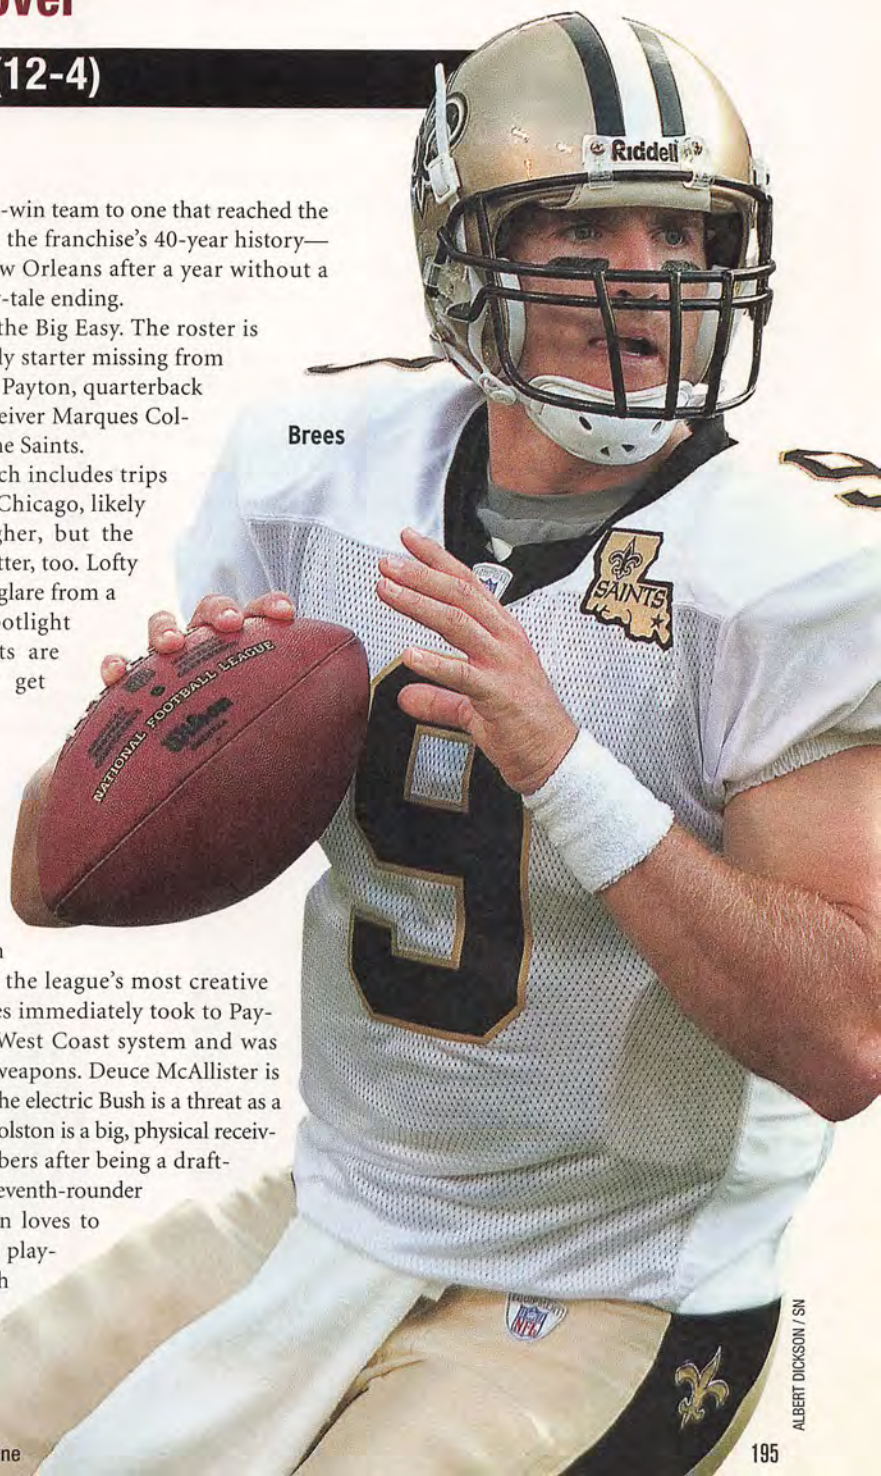 over
(12-4)
-win team to one that reached the
the franchise's 40-year history—
w Orleans after a year without a
-tale ending.
the Big Easy. The roster is
ly starter missing from
Payton, quarterback
eiver Marques Col-
ne Saints.
ch includes trips
Chicago, likely
gher, but the
tter, too. Lofty
glare from a
potlight
ts are
get
n
the league's most creative
es immediately took to Pay-
West Coast system and was
weapons. Deuce McAllister is
he electric Bush is a threat as a
olston is a big, physical receiv-
bers after being a draft-
eventh-rounder
n loves to
play-
h
ne
Riddell
Brees
9
SAINTS
NATIONAL FOOTBALL LEAGUE
Wilson
9
EQUIPMENT
NFL
ALBERT DICKSON / SN
195